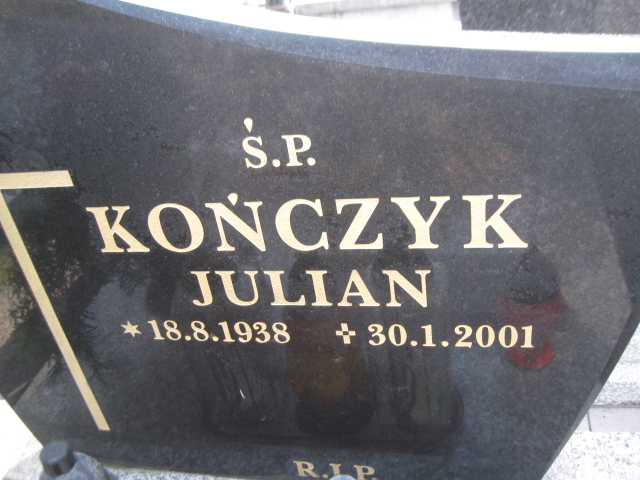 Ś.P.
KOŃCZYK
JULIAN
* 18.8.1938 ✝ 30.1.2001
R.I.P.